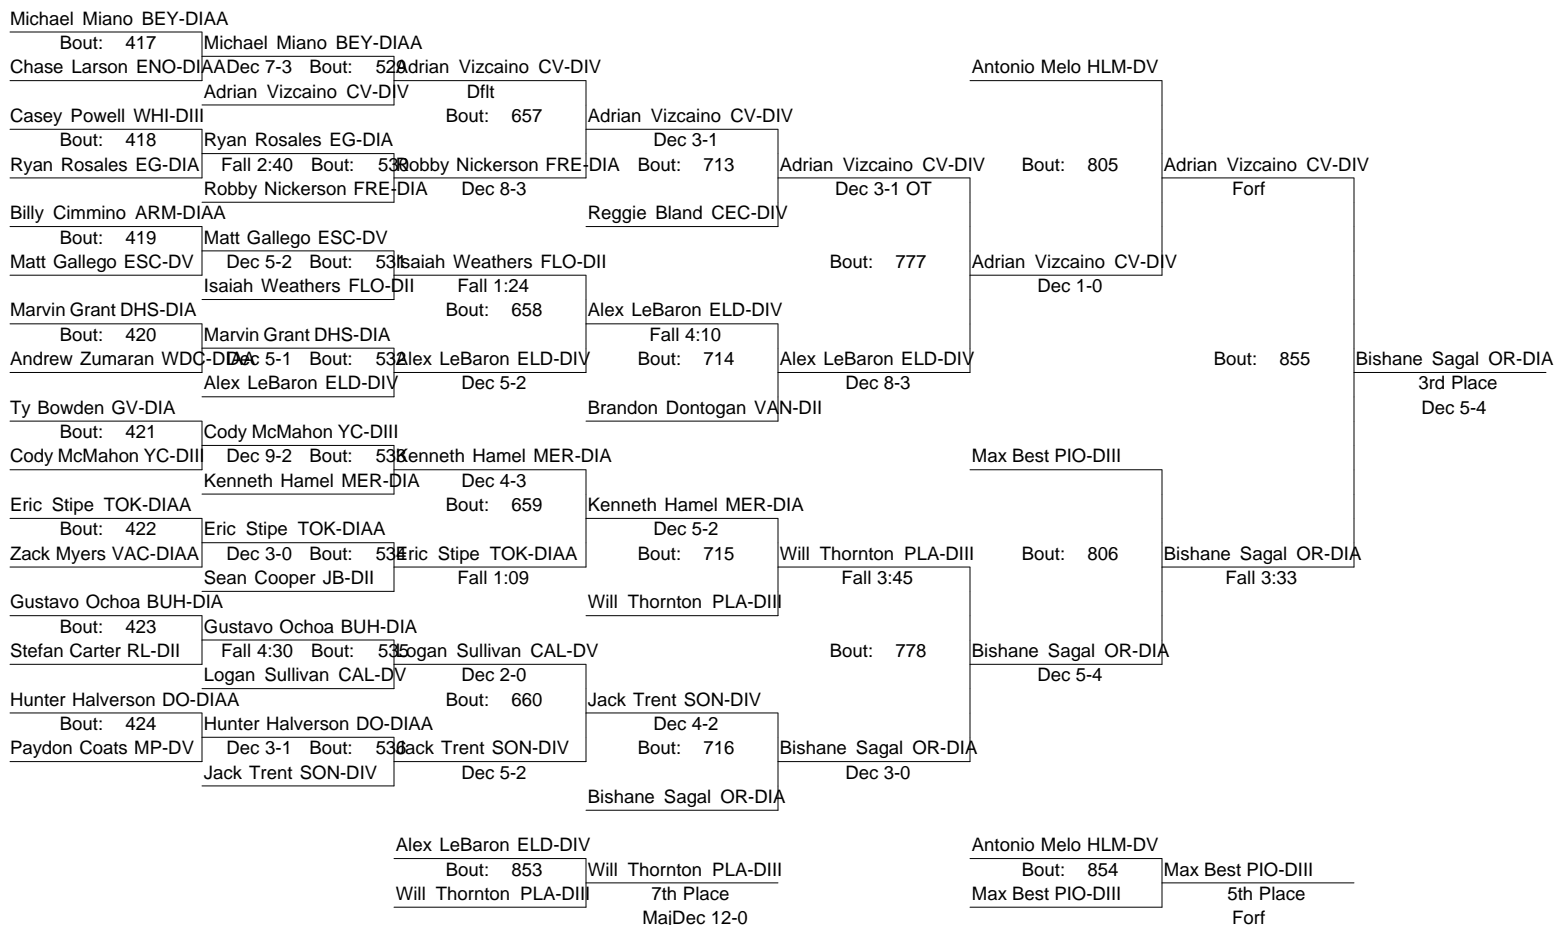 Michael Miano BEY-DIAA
Bout: 417
Michael Miano BEY-DIAA
Chase Larson ENO-DIAA
Dec 7-3
Bout: 529
Adrian Vizcaino CV-DIV
Antonio Melo HLM-DV
Adrian Vizcaino CV-DIV
Dflt
Casey Powell WHI-DIII
Bout: 657
Adrian Vizcaino CV-DIV
Bout: 418
Ryan Rosales EG-DIA
Dec 3-1
Ryan Rosales EG-DIA
Fall 2:40
Bout: 530
Robby Nickerson FRE-DIA
Bout: 713
Adrian Vizcaino CV-DIV
Bout: 805
Adrian Vizcaino CV-DIV
Robby Nickerson FRE-DIA
Dec 8-3
Dec 3-1 OT
Forf
Billy Cimmino ARM-DIAA
Reggie Bland CEC-DIV
Bout: 419
Matt Gallego ESC-DV
Matt Gallego ESC-DV
Dec 5-2
Bout: 531
Isaiah Weathers FLO-DII
Bout: 777
Adrian Vizcaino CV-DIV
Isaiah Weathers FLO-DII
Fall 1:24
Dec 1-0
Marvin Grant DHS-DIA
Bout: 658
Alex LeBaron ELD-DIV
Bout: 420
Marvin Grant DHS-DIA
Fall 4:10
Andrew Zumaran WDC-DIAA
Dec 5-1
Bout: 532
Alex LeBaron ELD-DIV
Bout: 714
Alex LeBaron ELD-DIV
Bout: 855
Bishane Sagal OR-DIA
Alex LeBaron ELD-DIV
Dec 5-2
Dec 8-3
3rd Place
Ty Bowden GV-DIA
Brandon Dontogan VAN-DII
Dec 5-4
Bout: 421
Cody McMahon YC-DIII
Cody McMahon YC-DIII
Dec 9-2
Bout: 533
Kenneth Hamel MER-DIA
Max Best PIO-DIII
Kenneth Hamel MER-DIA
Dec 4-3
Eric Stipe TOK-DIAA
Bout: 659
Kenneth Hamel MER-DIA
Bout: 422
Eric Stipe TOK-DIAA
Dec 5-2
Zack Myers VAC-DIAA
Dec 3-0
Bout: 534
Eric Stipe TOK-DIAA
Bout: 715
Will Thornton PLA-DIII
Bout: 806
Bishane Sagal OR-DIA
Sean Cooper JB-DII
Fall 1:09
Fall 3:45
Fall 3:33
Gustavo Ochoa BUH-DIA
Will Thornton PLA-DIII
Bout: 423
Gustavo Ochoa BUH-DIA
Stefan Carter RL-DII
Fall 4:30
Bout: 535
Logan Sullivan CAL-DV
Bout: 778
Bishane Sagal OR-DIA
Logan Sullivan CAL-DV
Dec 2-0
Dec 5-4
Hunter Halverson DO-DIAA
Bout: 660
Jack Trent SON-DIV
Bout: 424
Hunter Halverson DO-DIAA
Dec 4-2
Paydon Coats MP-DV
Dec 3-1
Bout: 536
Jack Trent SON-DIV
Bout: 716
Bishane Sagal OR-DIA
Jack Trent SON-DIV
Dec 5-2
Dec 3-0
Bishane Sagal OR-DIA
Alex LeBaron ELD-DIV
Antonio Melo HLM-DV
Bout: 853
Will Thornton PLA-DIII
Bout: 854
Max Best PIO-DIII
Will Thornton PLA-DIII
7th Place
Max Best PIO-DIII
5th Place
MajDec 12-0
Forf